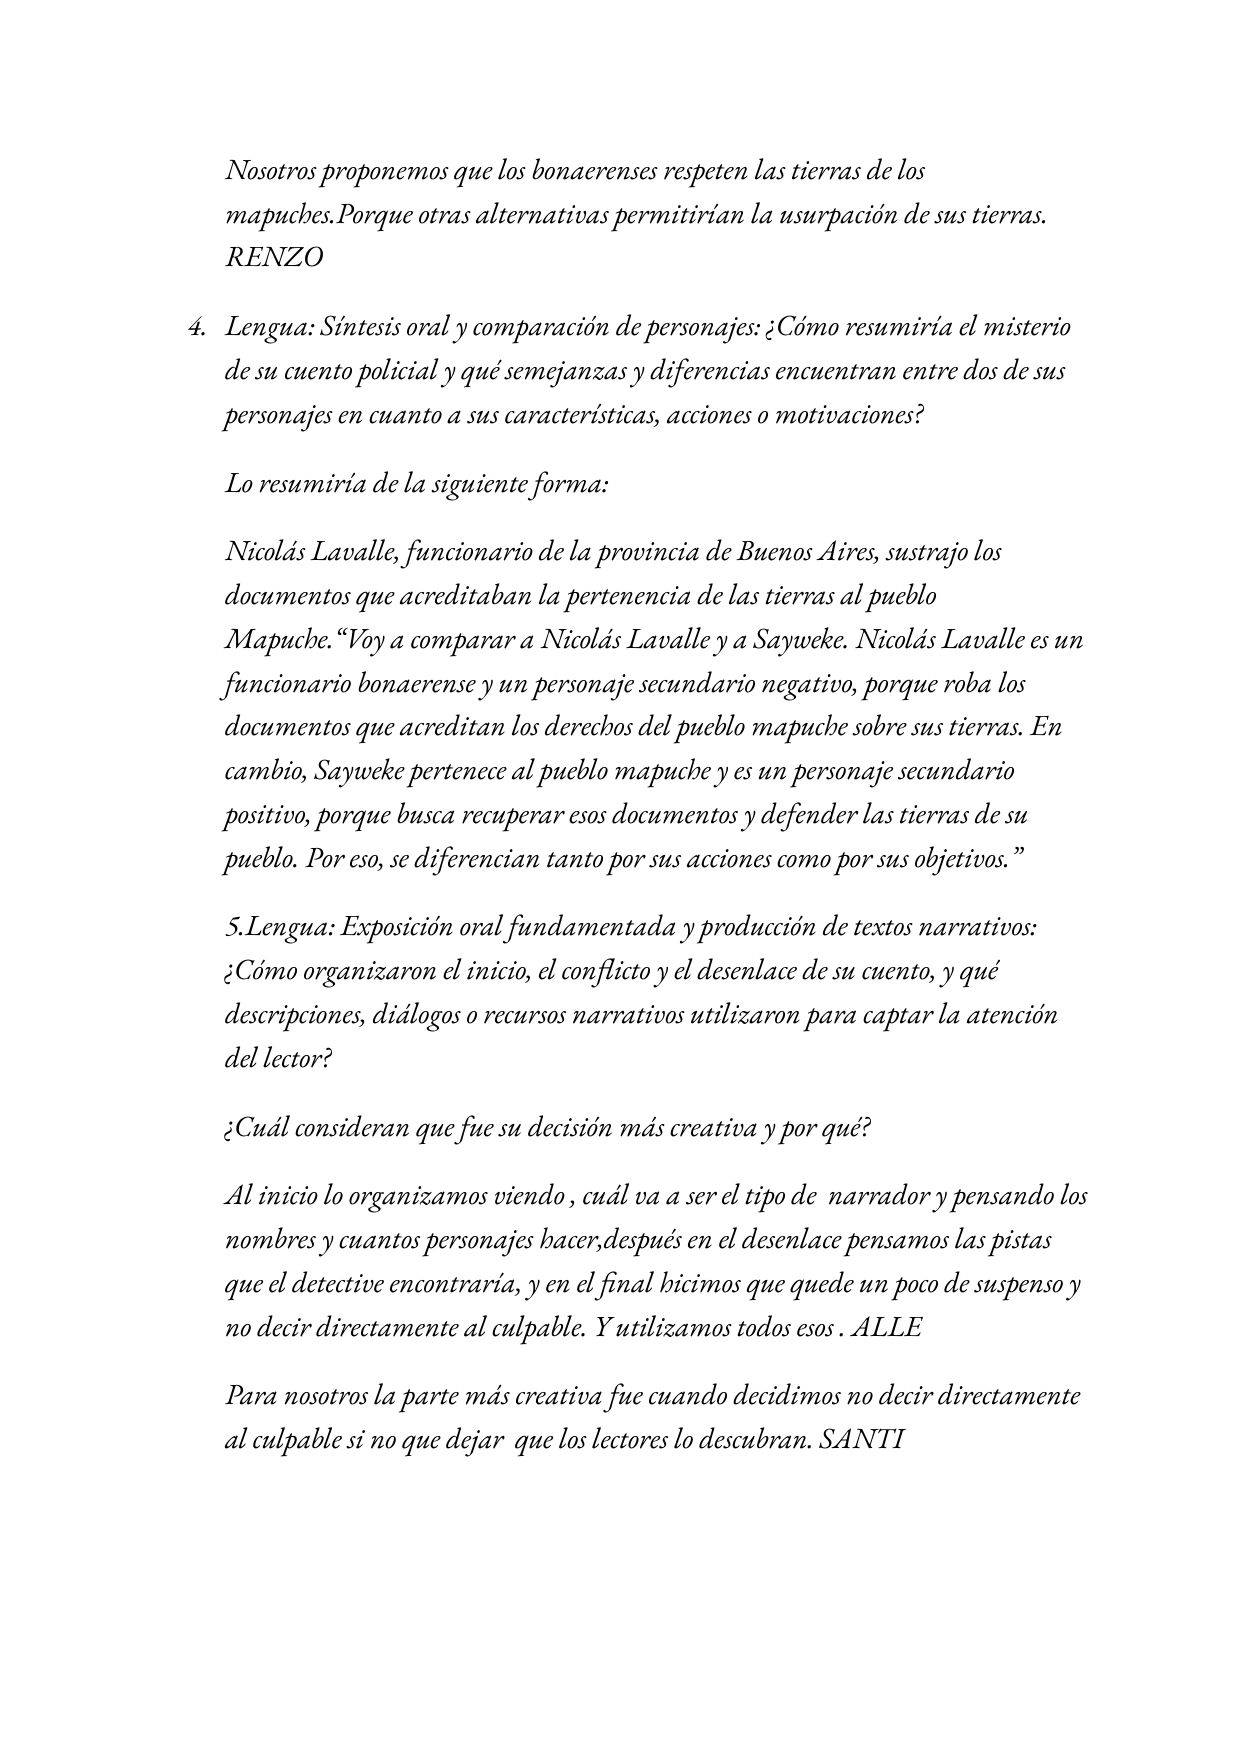 Nosotros proponemos que los bonaerenses respeten las tierras de los
mapuches.Porque otras alternativas permitirían la usurpación de sus tierras.
RENZO
4. Lengua: Síntesis oral y comparación de personajes: ¿Cómo resumiría el misterio
de su cuento policial y qué semejanzas y diferencias encuentran entre dos de sus
personajes en cuanto a sus características, acciones o motivaciones?
Lo resumiría de la siguiente forma:
Nicolás Lavalle, funcionario de la provincia de Buenos Aires, sustrajo los
documentos que acreditaban la pertenencia de las tierras al pueblo
Mapuche.“Voy a comparar a Nicolás Lavalle y a Sayweke. Nicolás Lavalle es un
funcionario bonaerense y un personaje secundario negativo, porque roba los
documentos que acreditan los derechos del pueblo mapuche sobre sus tierras. En
cambio, Sayweke pertenece al pueblo mapuche y es un personaje secundario
positivo, porque busca recuperar esos documentos y defender las tierras de su
pueblo. Por eso, se diferencian tanto por sus acciones como por sus objetivos.”
5.Lengua: Exposición oral fundamentada y producción de textos narrativos:
¿Cómo organizaron el inicio, el conflicto y el desenlace de su cuento, y qué
descripciones, diálogos o recursos narrativos utilizaron para captar la atención
del lector?
¿Cuál consideran que fue su decisión más creativa y por qué?
Al inicio lo organizamos viendo , cuál va a ser el tipo de  narrador y pensando los
nombres y cuantos personajes hacer,después en el desenlace pensamos las pistas
que el detective encontraría, y en el final hicimos que quede un poco de suspenso y
no decir directamente al culpable. Y utilizamos todos esos . ALLE
Para nosotros la parte más creativa fue cuando decidimos no decir directamente
al culpable si no que dejar  que los lectores lo descubran. SANTI